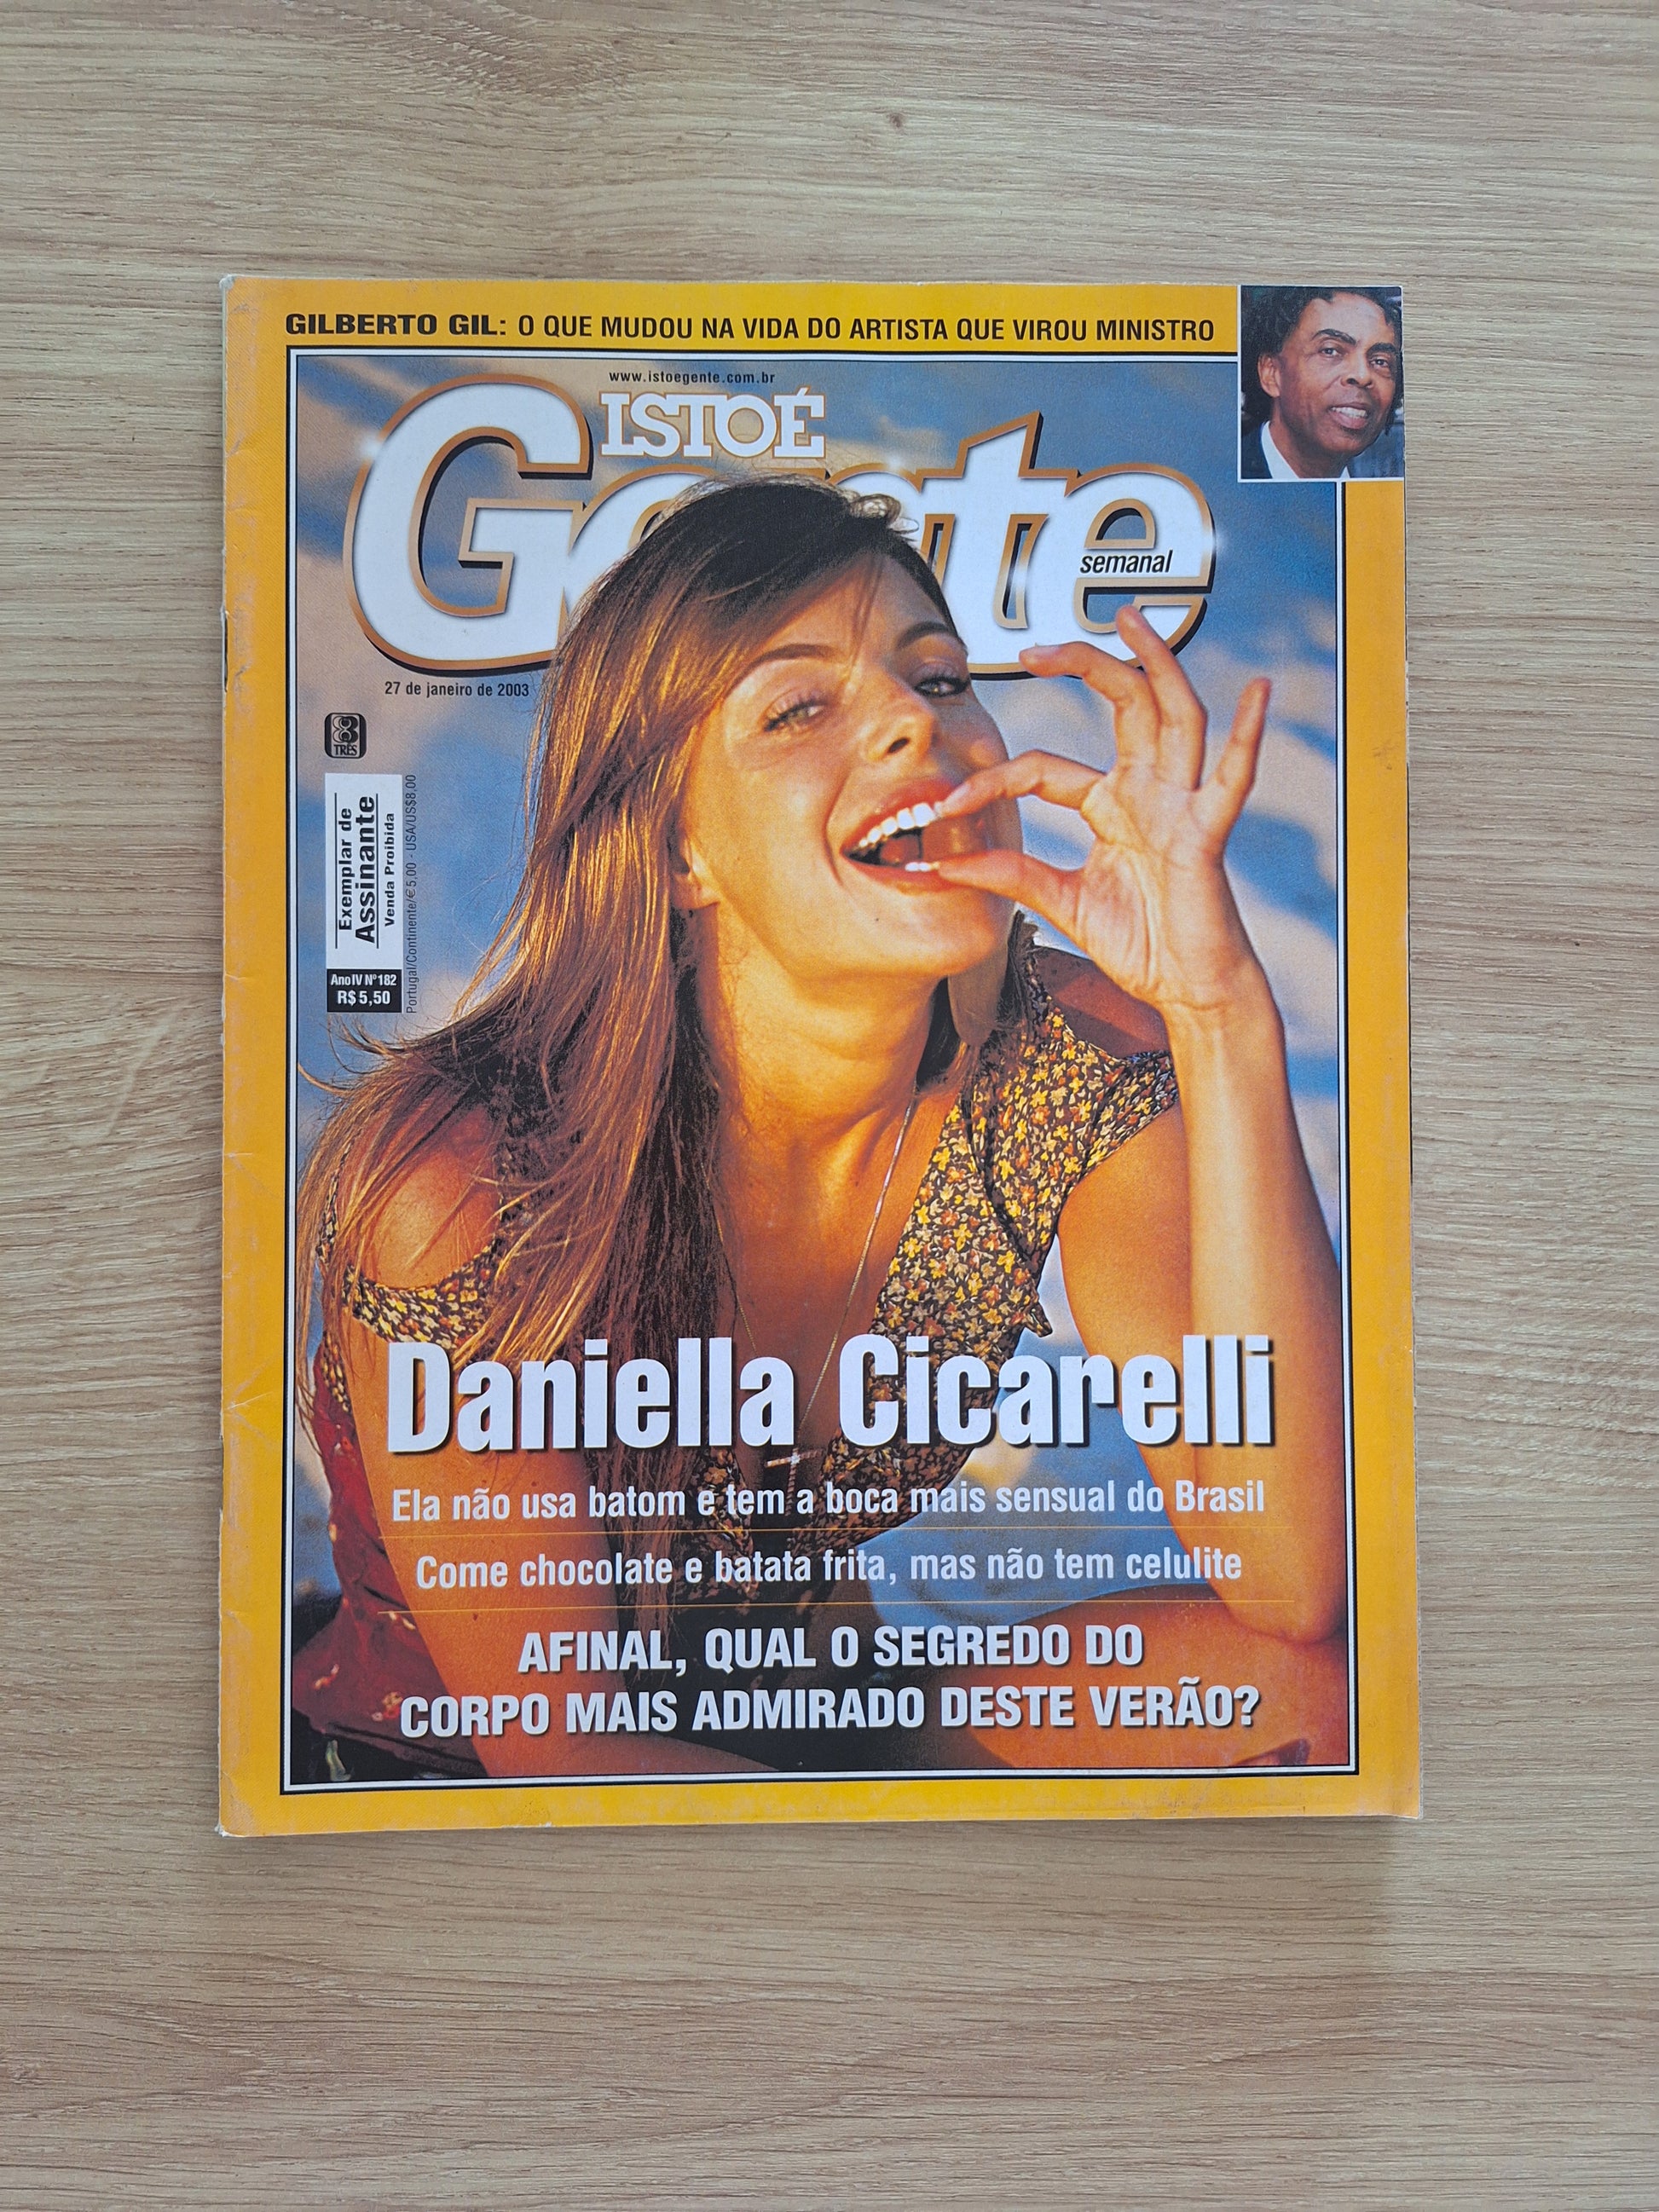 GILBERTO GIL: O QUE MUDOU NA VIDA DO ARTISTA QUE VIROU MINISTRO
www.istoegente.com.br
ISTOÉ
Gente
semanal
27 de janeiro de 2003
TRÊS
Exemplar de
Assinante
Venda Proibida
Portugal/Continente/€5,00 - USA/US$8,00
Ano IV Nº 182
R$ 5,50
Daniella Cicarelli
Ela não usa batom e tem a boca mais sensual do Brasil
Come chocolate e batata frita, mas não tem celulite
AFINAL, QUAL O SEGREDO DO
CORPO MAIS ADMIRADO DESTE VERÃO?